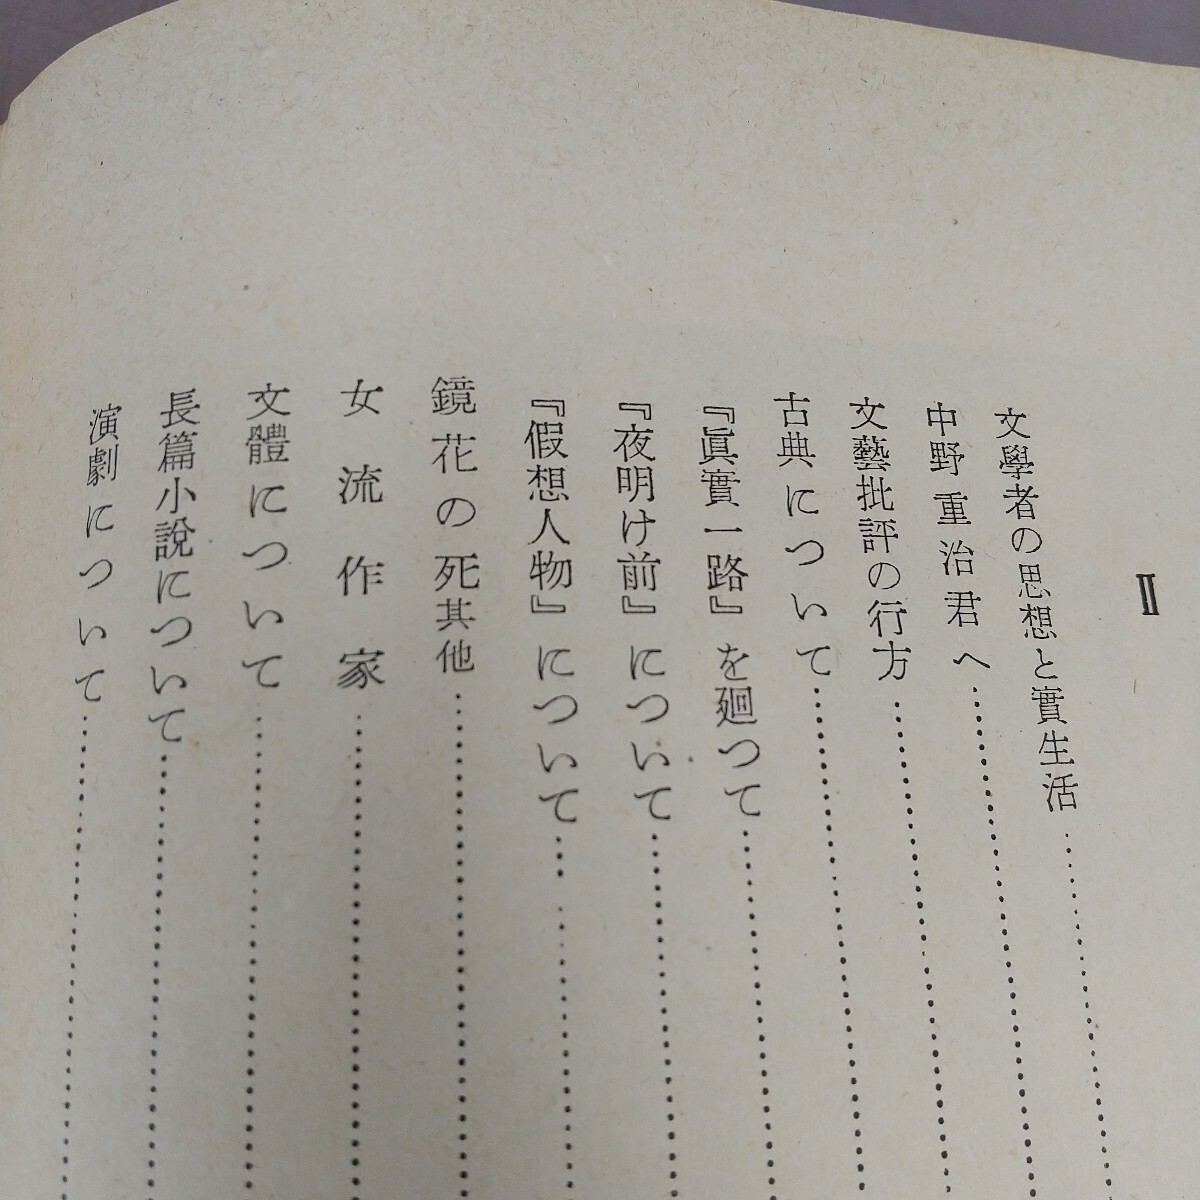 Ⅱ
文學者の思想と實生活
中野重治君へ
文藝批評の行方
古典について
『眞實一路』を廻つて
『夜明け前』について
『假想人物』について
鏡花の死其他
女流作家
文體について
長篇小説について
演劇について